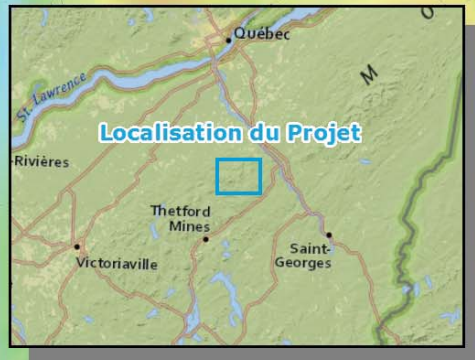 Québec
O
M
St. Lawrence
Localisation du Projet
Rivières
Thetford
Mines
Saint-
Georges
Victoriaville